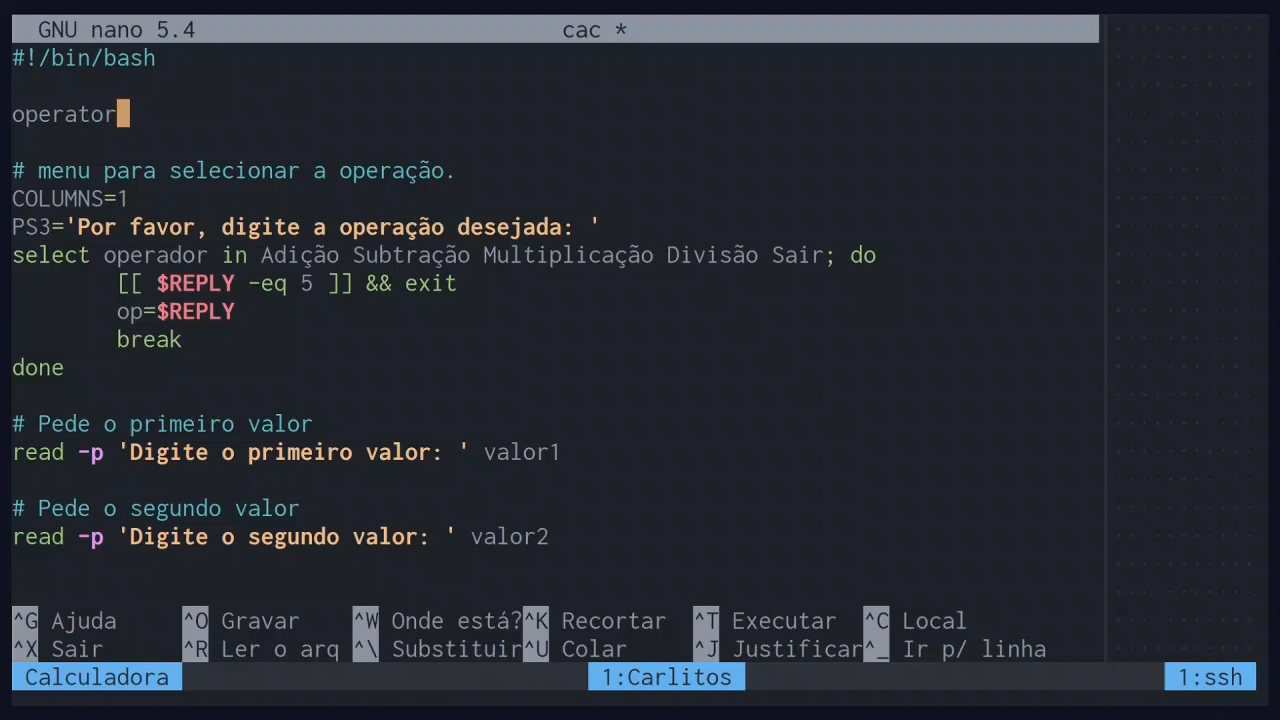 GNU nano 5.4 cac *
#!/bin/bash
operator
# menu para selecionar a operação.
COLUMNS=1
PS3='Por favor, digite a operação desejada: '
select operador in Adição Subtração Multiplicação Divisão Sair; do
[[ $REPLY -eq 5 ]] && exit
op=$REPLY
break
done
# Pede o primeiro valor
read -p 'Digite o primeiro valor: ' valor1
# Pede o segundo valor
read -p 'Digite o segundo valor: ' valor2
^G Ajuda ^O Gravar ^W Onde está? ^K Recortar ^T Executar ^C Local
^X Sair ^R Ler o arq ^\ Substituir ^U Colar ^J Justificar ^_ Ir p/ linha
Calculadora 1:Carlitos 1:ssh